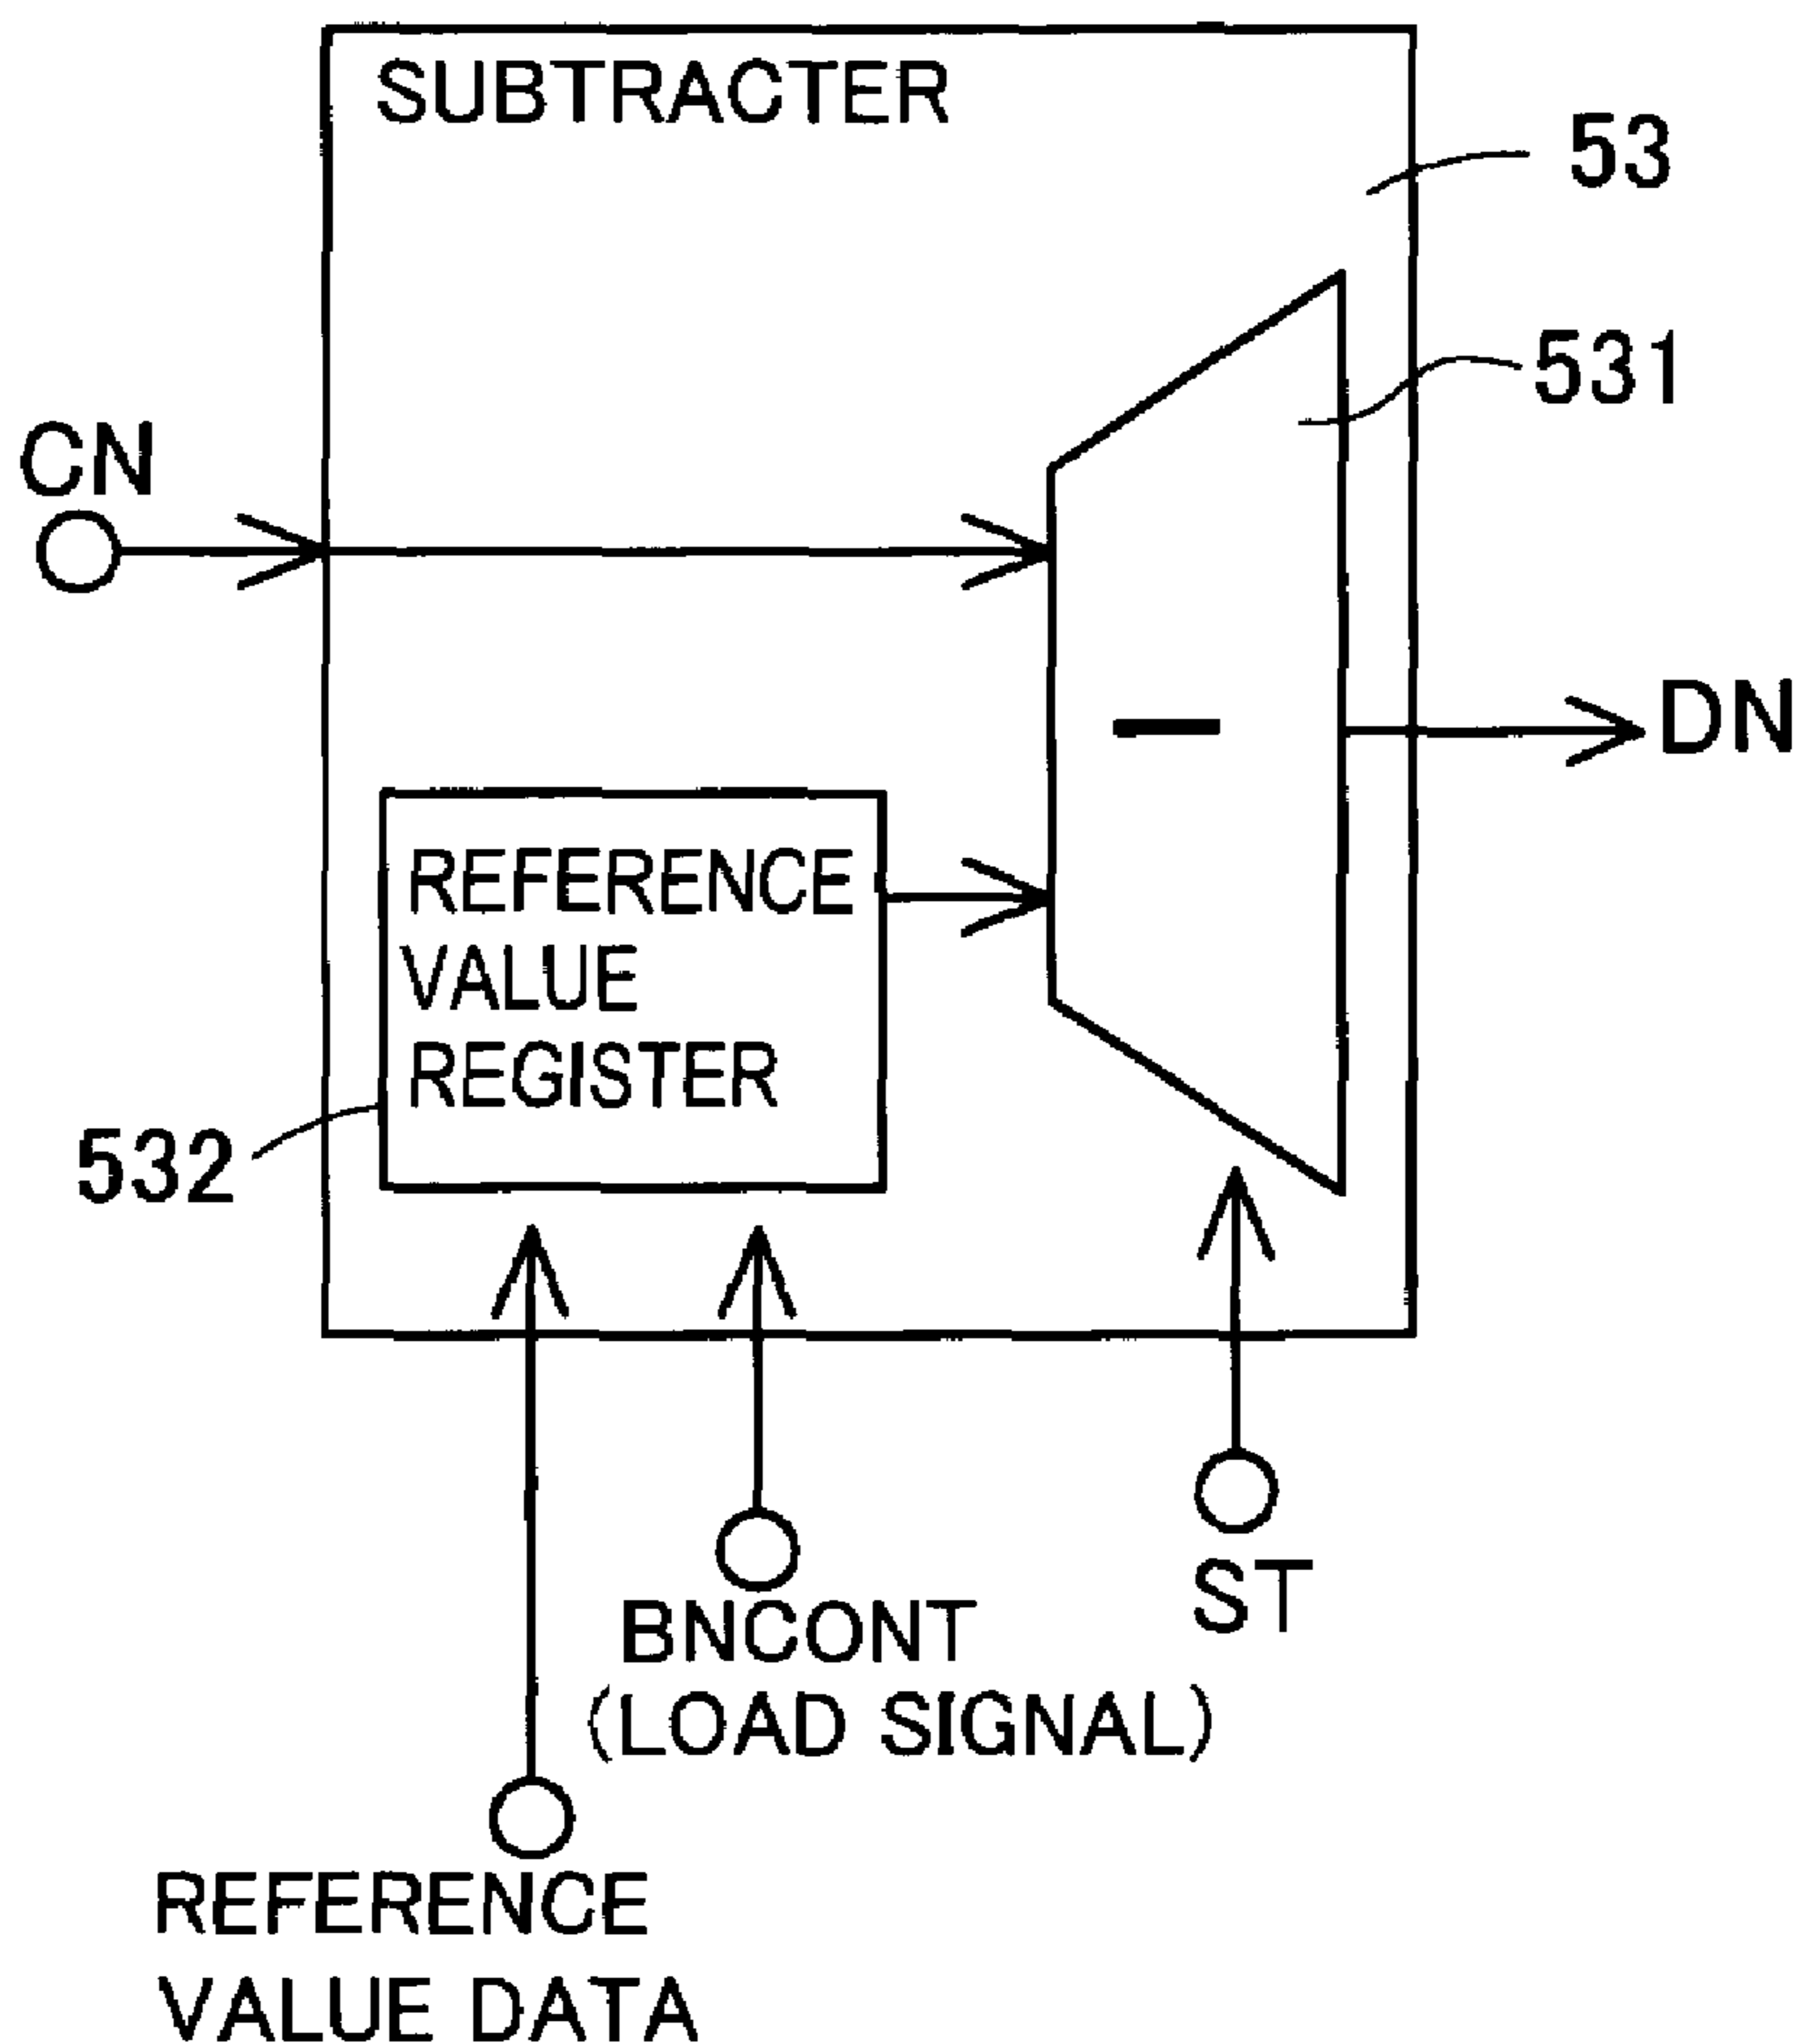 SUBTRACTER
53
531
CN
DN
REFERENCE
VALUE
REGISTER
532
ST
BNCONT
(LOAD SIGNAL)
REFERENCE
VALUE DATA